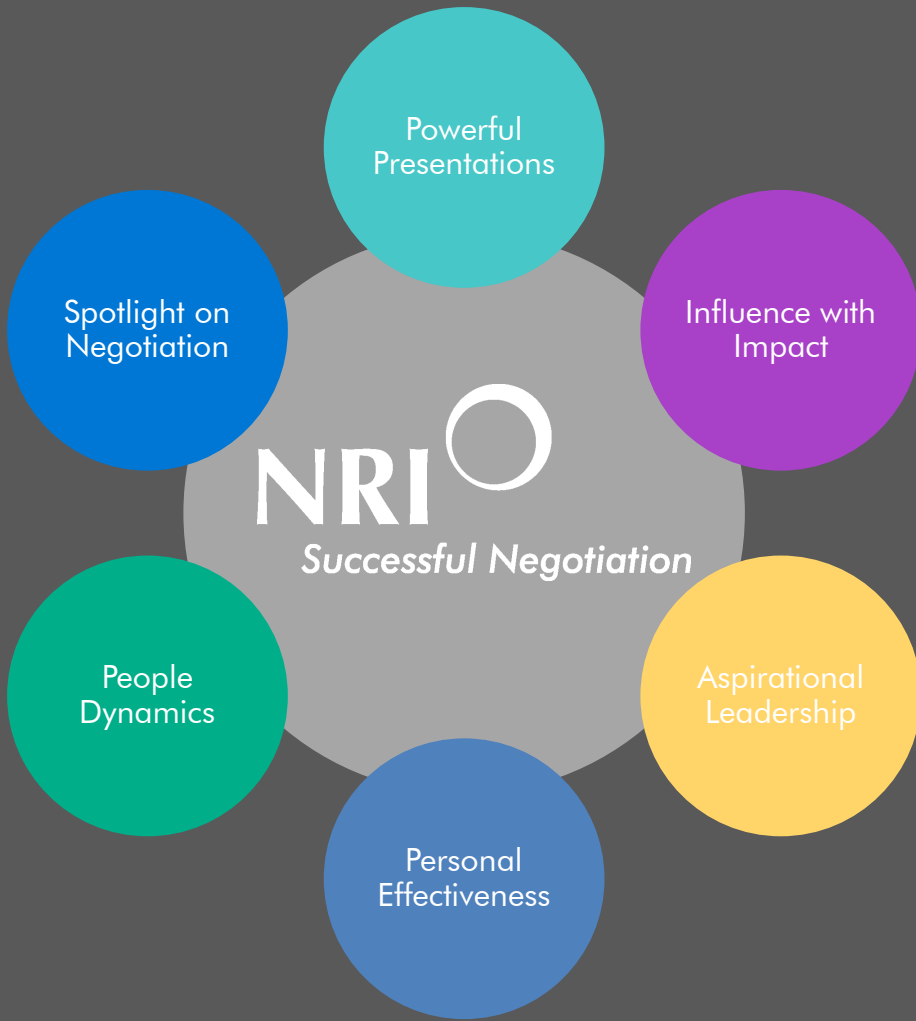 Powerful
Presentations
Influence with
Impact
Aspirational
Leadership
Personal
Effectiveness
People
Dynamics
Spotlight on
Negotiation
NRI
Successful Negotiation